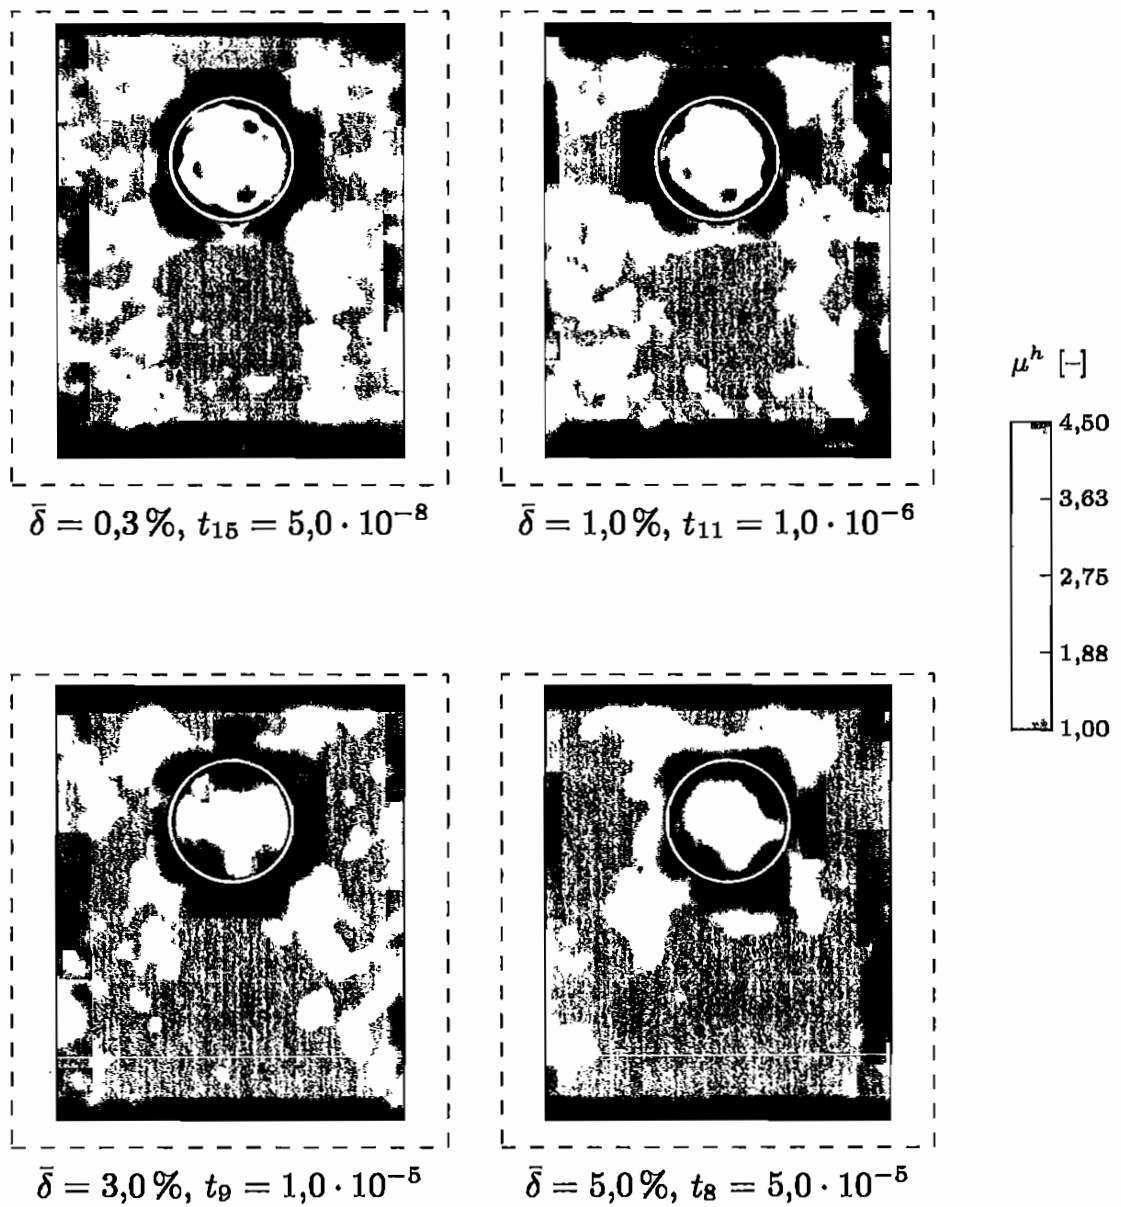 δ̄ = 0,3 %, t₁₅ = 5,0 · 10⁻⁸
δ̄ = 1,0 %, t₁₁ = 1,0 · 10⁻⁶
μʰ [–]
4,50
3,63
2,75
1,88
1,00
δ̄ = 3,0 %, t₉ = 1,0 · 10⁻⁵
δ̄ = 5,0 %, t₈ = 5,0 · 10⁻⁵